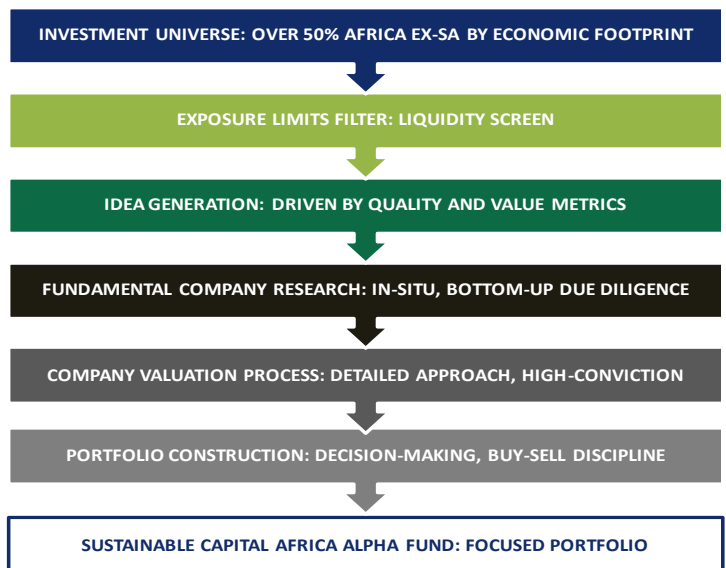 INVESTMENT UNIVERSE: OVER 50% AFRICA EX-SA BY ECONOMIC FOOTPRINT
EXPOSURE LIMITS FILTER: LIQUIDITY SCREEN
IDEA GENERATION: DRIVEN BY QUALITY AND VALUE METRICS
FUNDAMENTAL COMPANY RESEARCH: IN-SITU, BOTTOM-UP DUE DILIGENCE
COMPANY VALUATION PROCESS: DETAILED APPROACH, HIGH-CONVICTION
PORTFOLIO CONSTRUCTION: DECISION-MAKING, BUY-SELL DISCIPLINE
SUSTAINABLE CAPITAL AFRICA ALPHA FUND: FOCUSED PORTFOLIO